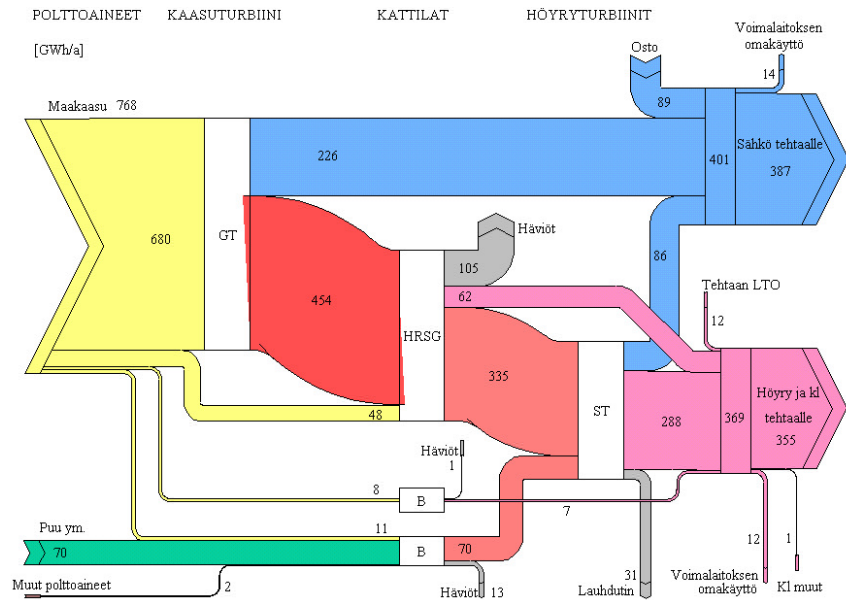 POLTTOAINEET KAASUTURBIINI KATTILAT HÖYRYTURBIINIT
[GWh/a]
Osto
Voimalaitoksen
omakäyttö
14
Maakaasu 768
89
226
401
Sähkö tehtaalle
387
680
GT
Häviöt
86
105
62
Tehtaan LTO
12
454
HRSG
335
48
ST
288
369
Höyry ja kl
tehtaalle
355
Häviöt
1
8
B
7
11
Puu ym.
70
B
70
12
1
Muut polttoaineet
2
Häviöt
13
31
Lauhdutin
Voimalaitoksen
omakäyttö
Kl muut